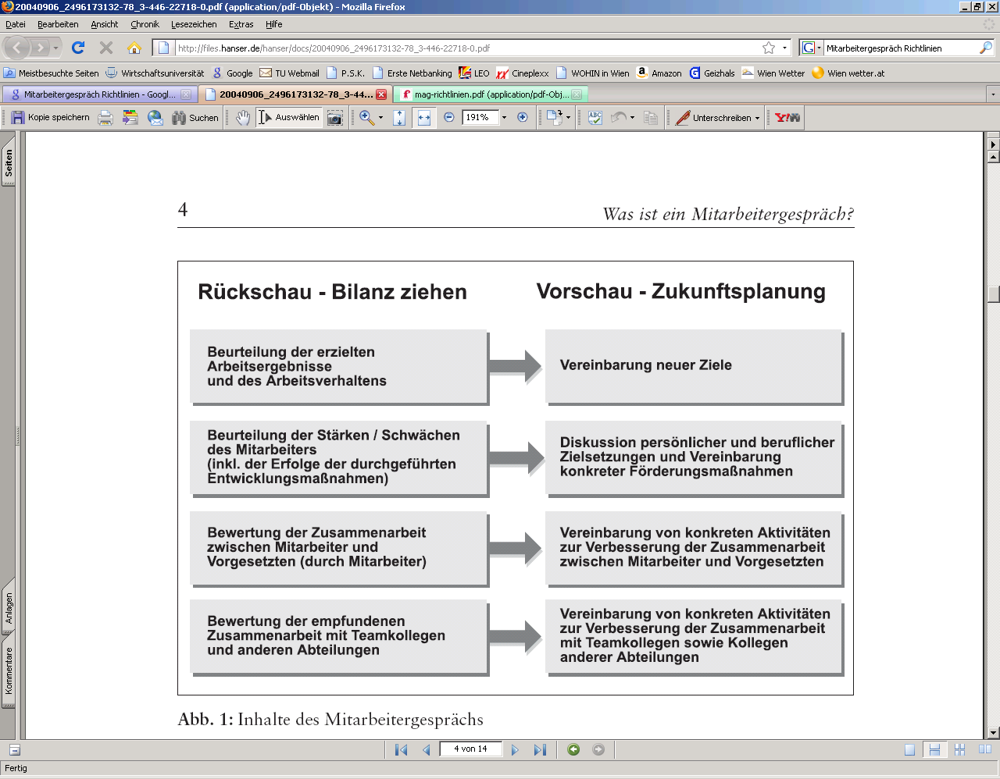 20040906_2496173132-78_3-446-22718-0.pdf (application/pdf-Objekt) - Mozilla Firefox
Datei Bearbeiten Ansicht Chronik Lesezeichen Extras Hilfe
http://files.hanser.de/hanser/docs/20040906_2496173132-78_3-446-22718-0.pdf
G Mitarbeitergespräch Richtlinien
Meistbesuchte Seiten Wirtschaftsuniversität Google TU Webmail P.S.K. Erste Netbanking LEO Cineplexx WOHIN in Wien Amazon Geizhals Wien Wetter Wien wetter.at
Mitarbeitergespräch Richtlinien - Googl... 20040906_2496173132-78_3-44... mag-richtlinien.pdf (application/pdf-Obj...
Kopie speichern Suchen Auswählen 191% Unterschreiben Y!
Seiten
Anlagen
Kommentare
4 Was ist ein Mitarbeitergespräch?
Rückschau - Bilanz ziehen
Vorschau - Zukunftsplanung
Beurteilung der erzielten
Arbeitsergebnisse
und des Arbeitsverhaltens
Vereinbarung neuer Ziele
Beurteilung der Stärken / Schwächen
des Mitarbeiters
(inkl. der Erfolge der durchgeführten
Entwicklungsmaßnahmen)
Diskussion persönlicher und beruflicher
Zielsetzungen und Vereinbarung
konkreter Förderungsmaßnahmen
Bewertung der Zusammenarbeit
zwischen Mitarbeiter und
Vorgesetzten (durch Mitarbeiter)
Vereinbarung von konkreten Aktivitäten
zur Verbesserung der Zusammenarbeit
zwischen Mitarbeiter und Vorgesetzten
Bewertung der empfundenen
Zusammenarbeit mit Teamkollegen
und anderen Abteilungen
Vereinbarung von konkreten Aktivitäten
zur Verbesserung der Zusammenarbeit
mit Teamkollegen sowie Kollegen
anderer Abteilungen
Abb. 1: Inhalte des Mitarbeitergesprächs
4 von 14
Fertig